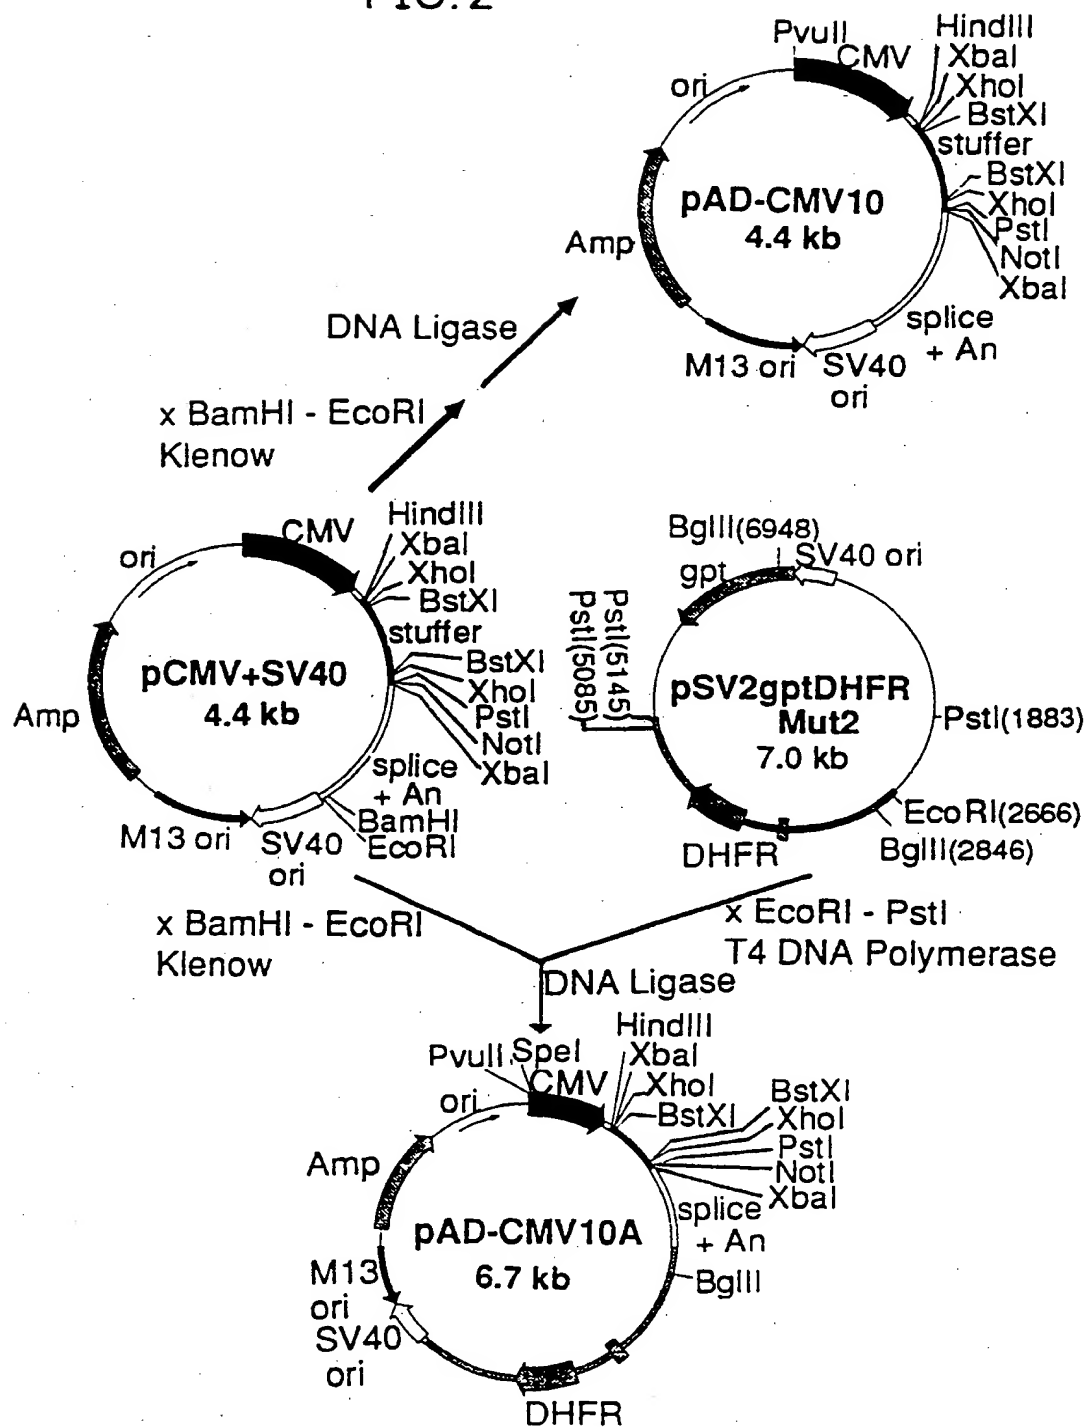 FIG. 2
PvuII
CMV
HindIII
XbaI
XhoI
BstXI
stuffer
BstXI
XhoI
PstI
NotI
XbaI
ori
pAD-CMV10
4.4 kb
Amp
splice
+ An
M13 ori
SV40
ori
DNA Ligase
x BamHI - EcoRI
Klenow
CMV
HindIII
XbaI
XhoI
BstXI
stuffer
BstXI
XhoI
PstI
NotI
XbaI
ori
pCMV+SV40
4.4 kb
Amp
splice
+ An
BamHI
EcoRI
M13 ori
SV40
ori
BglII(6948)
SV40 ori
gpt
PstI(5145)
PstI(5085)
pSV2gptDHFR
Mut2
7.0 kb
PstI(1883)
EcoRI(2666)
BglII(2846)
DHFR
x BamHI - EcoRI
Klenow
x EcoRI - PstI
T4 DNA Polymerase
DNA Ligase
PvuII
SpeI
CMV
HindIII
XbaI
XhoI
BstXI
BstXI
XhoI
PstI
NotI
XbaI
ori
Amp
pAD-CMV10A
6.7 kb
splice
+ An
BglII
M13
ori
SV40
ori
DHFR